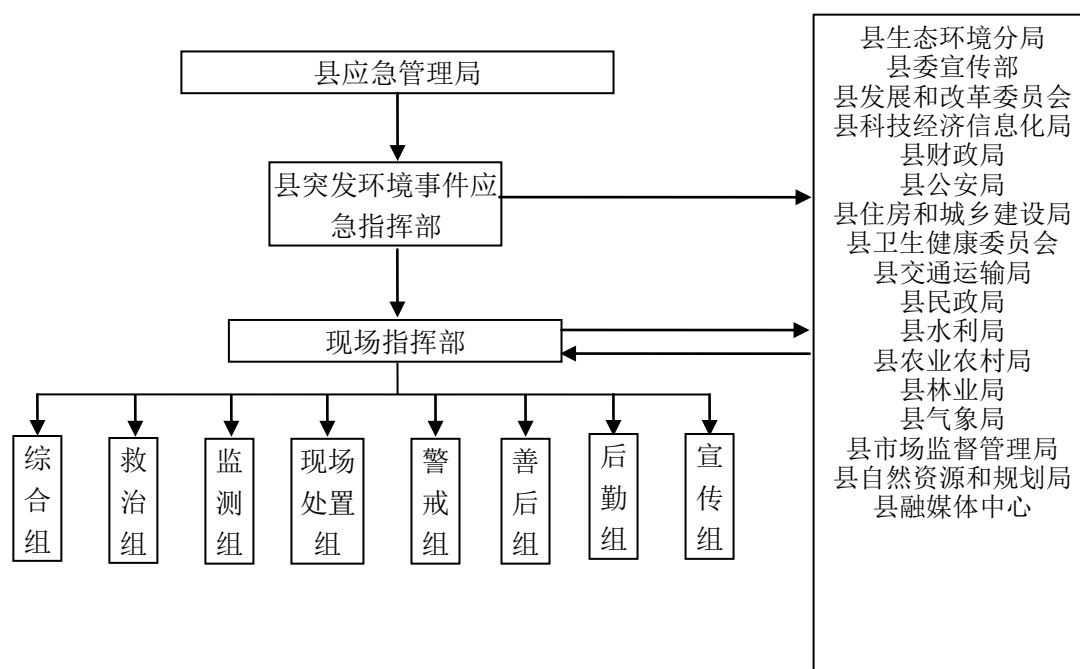 县应急管理局
县突发环境事件应
急指挥部
现场指挥部
综合组
救治组
监测组
现场
处置
组
警戒组
善后组
后勤组
宣传组
县生态环境分局
县委宣传部
县发展和改革委员会
县科技经济信息化局
县财政局
县公安局
县住房和城乡建设局
县卫生健康委员会
县交通运输局
县民政局
县水利局
县农业农村局
县林业局
县气象局
县市场监督管理局
县自然资源和规划局
县融媒体中心